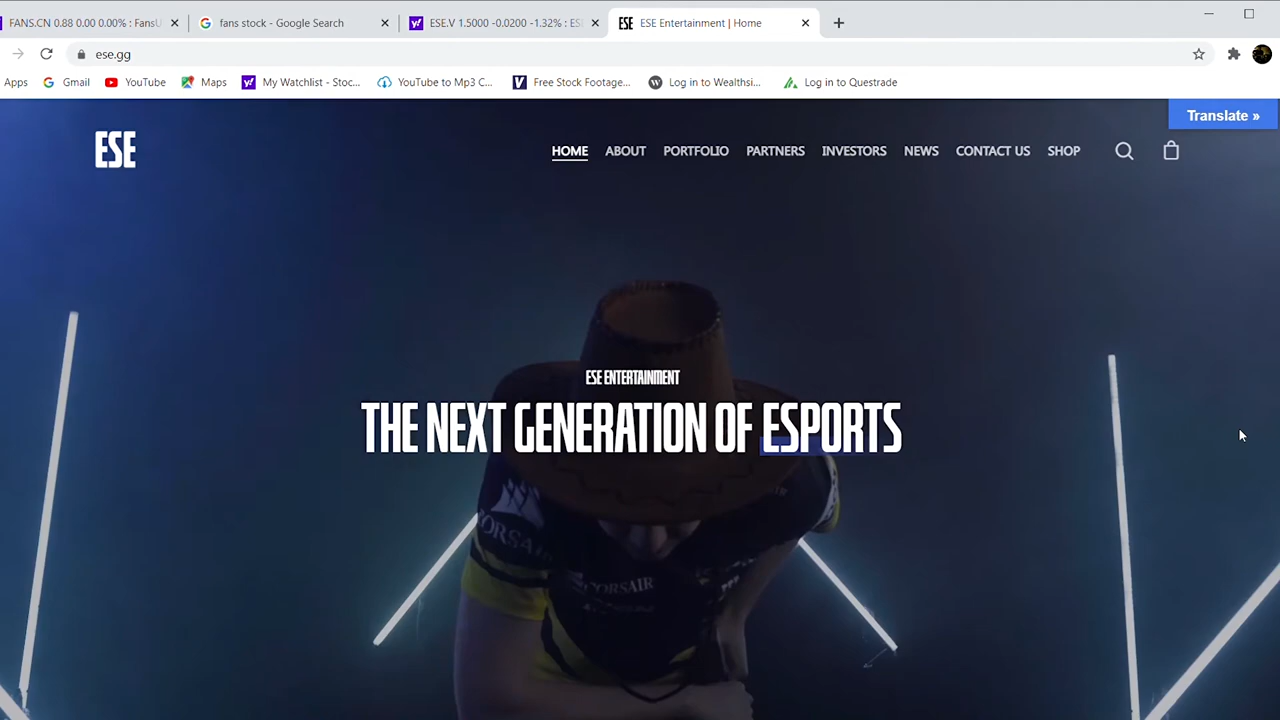 FANS.CN 0.88 0.00 0.00% : FansU
fans stock - Google Search
ESE.V 1.5000 -0.0200 -1.32% : ESE
ESE ESE Entertainment | Home
ese.gg
Apps Gmail YouTube Maps My Watchlist - Stoc... YouTube to Mp3 C... Free Stock Footage... Log in to Wealthsi... Log in to Questrade
Translate »
ESE
HOME ABOUT PORTFOLIO PARTNERS INVESTORS NEWS CONTACT US SHOP
ESE ENTERTAINMENT
THE NEXT GENERATION OF ESPORTS
CORSAIR
CORSAIR